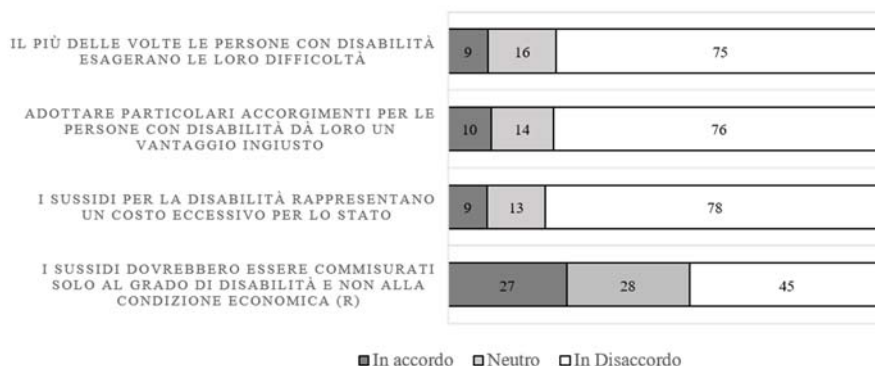 IL PIÙ DELLE VOLTE LE PERSONE CON DISABILITÀ
ESAGERANO LE LORO DIFFICOLTÀ
9 16 75
ADOTTARE PARTICOLARI ACCORGIMENTI PER LE
PERSONE CON DISABILITÀ DÀ LORO UN
VANTAGGIO INGIUSTO
10 14 76
I SUSSIDI PER LA DISABILITÀ RAPPRESENTANO
UN COSTO ECCESSIVO PER LO STATO
9 13 78
I SUSSIDI DOVREBBERO ESSERE COMMISURATI
SOLO AL GRADO DI DISABILITÀ E NON ALLA
CONDIZIONE ECONOMICA (R)
27 28 45
In accordo Neutro In Disaccordo